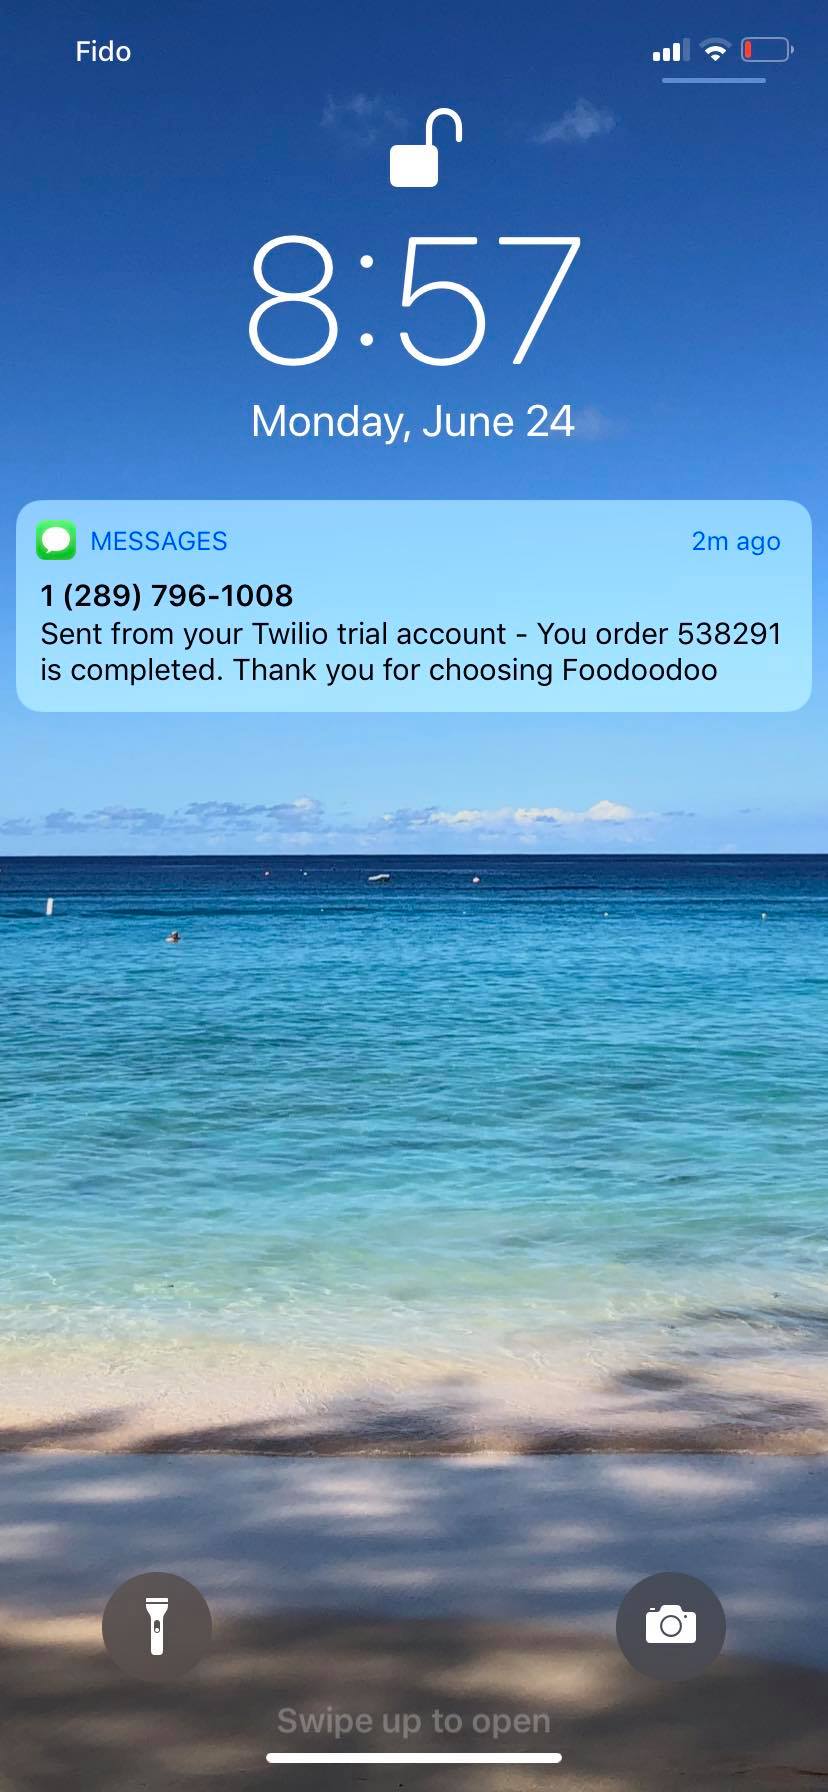 Fido
8:57
Monday, June 24
MESSAGES 2m ago
1 (289) 796-1008
Sent from your Twilio trial account - You order 538291
is completed. Thank you for choosing Foodoodoo
Swipe up to open